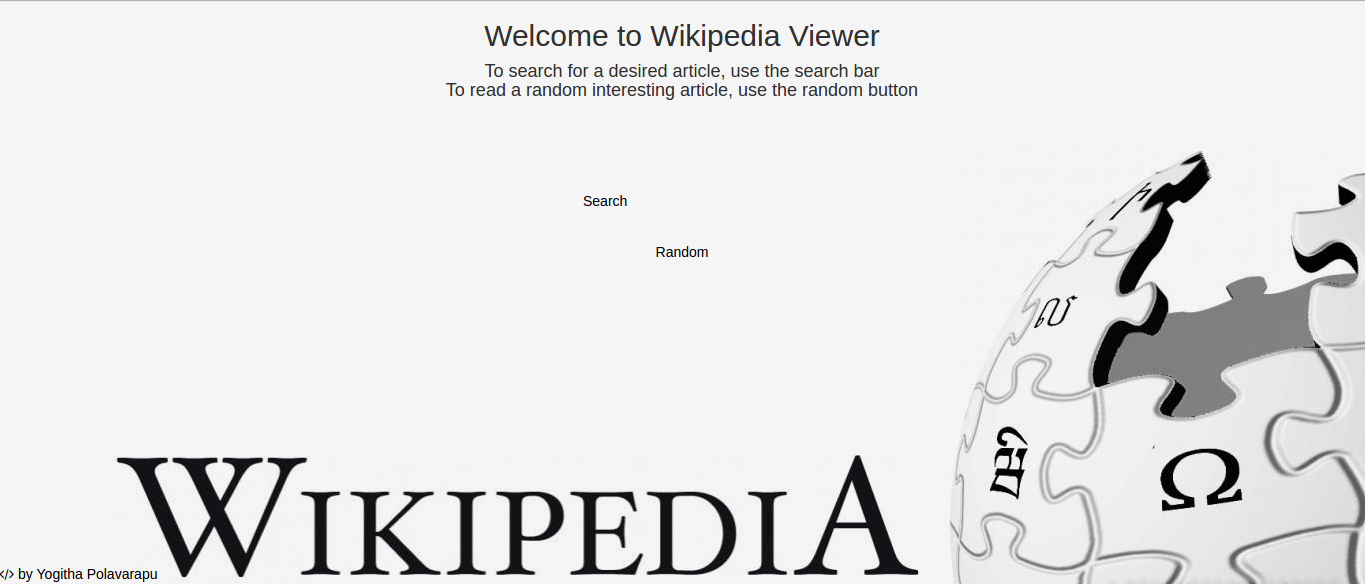 Welcome to Wikipedia Viewer
To search for a desired article, use the search bar
To read a random interesting article, use the random button
Search
Random
Ω
WIKIPEDIA
</> by Yogitha Polavarapu